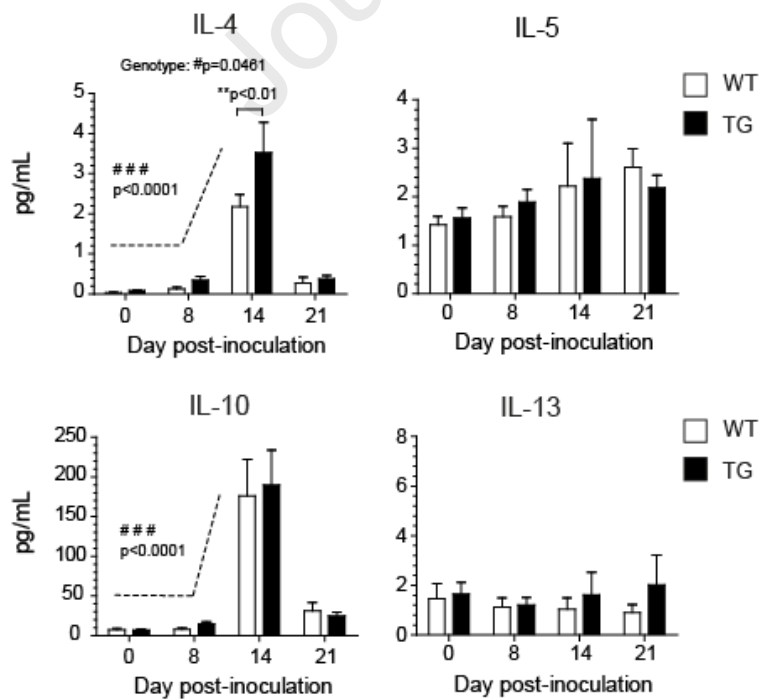 Jou
IL-4
Genotype: #p=0.0461
**p<0.01
5
4
3
2
1
0
pg/mL
###
p<0.0001
0 8 14 21
Day post-inoculation
IL-5
4
3
2
1
0
0 8 14 21
Day post-inoculation
WT
TG
IL-10
250
200
150
100
50
0
pg/mL
###
p<0.0001
0 8 14 21
Day post-inoculation
IL-13
8
6
4
2
0
0 8 14 21
Day post-inoculation
WT
TG